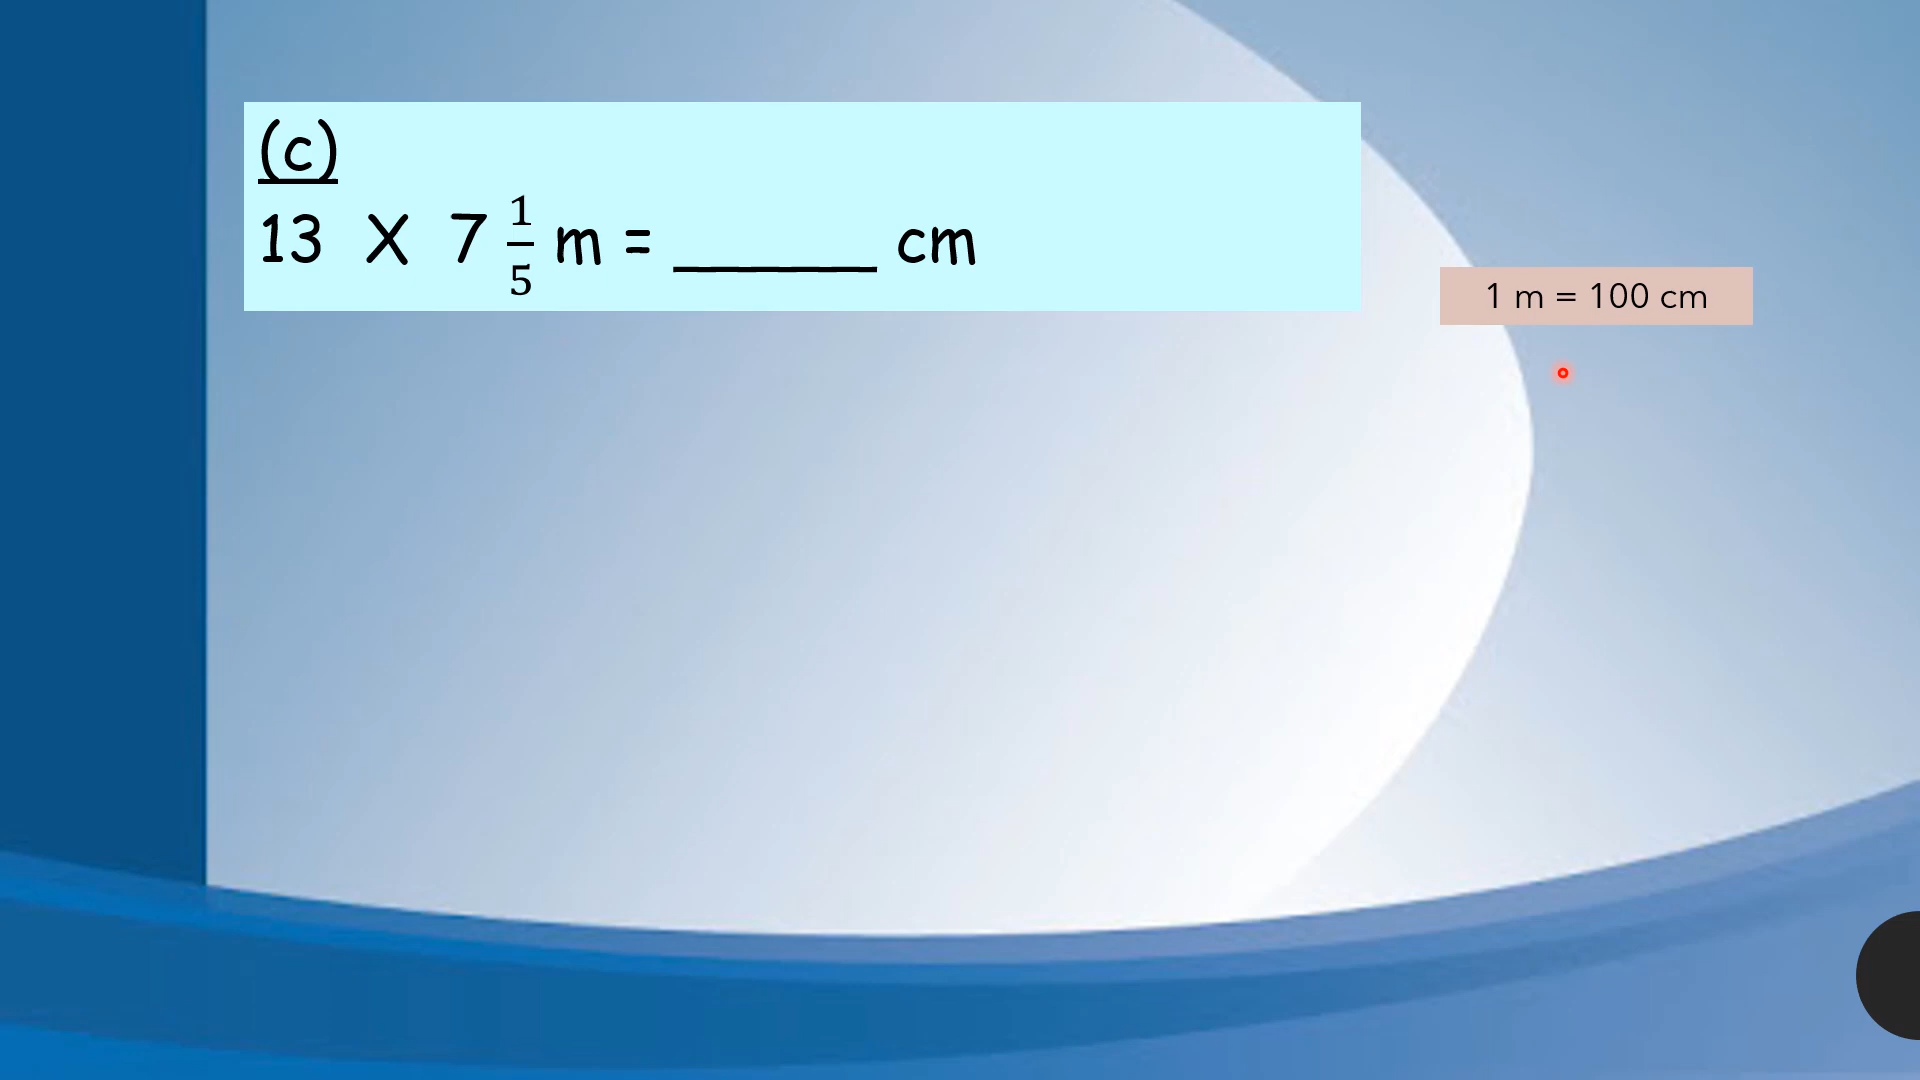 (c)
13 X 7 1/5 m = ______ cm
1 m = 100 cm